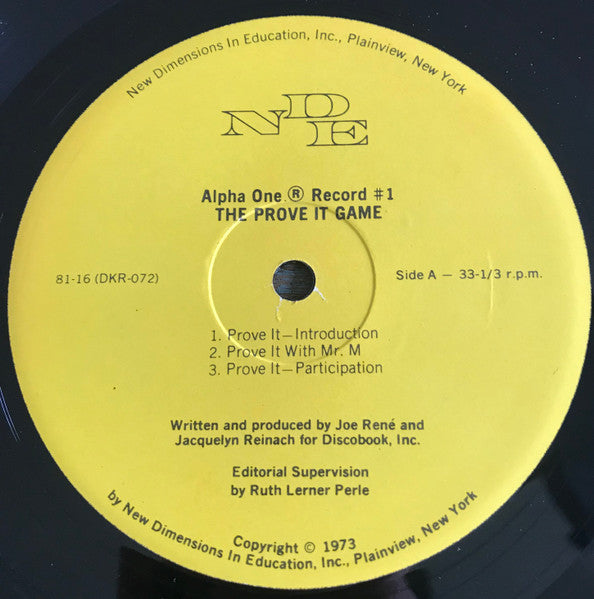 New Dimensions In Education, Inc., Plainview, New York
NDE
Alpha One ® Record #1
THE PROVE IT GAME
81-16 (DKR-072)
Side A — 33-1/3 r.p.m.
1. Prove It—Introduction
2. Prove It With Mr. M
3. Prove It—Participation
Written and produced by Joe René and
Jacquelyn Reinach for Discobook, Inc.
Editorial Supervision
by Ruth Lerner Perle
Copyright © 1973
by New Dimensions In Education, Inc., Plainview, New York